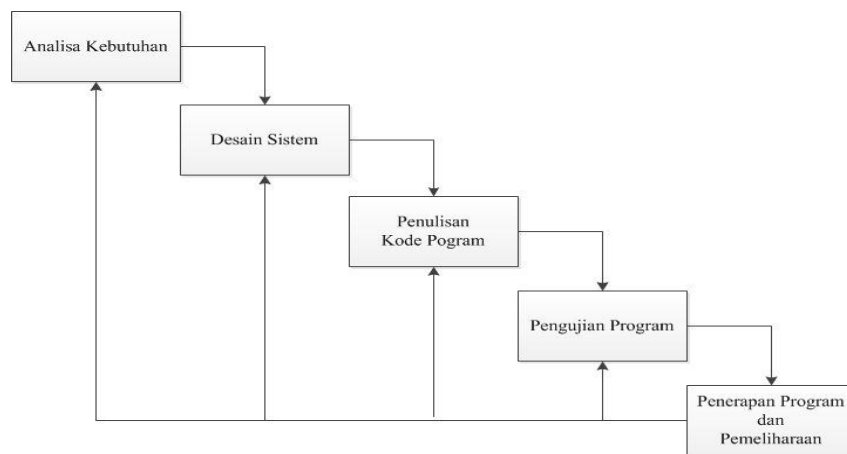 Analisa Kebutuhan
Desain Sistem
Penulisan
Kode Pogram
Pengujian Program
Penerapan Program
dan
Pemeliharaan